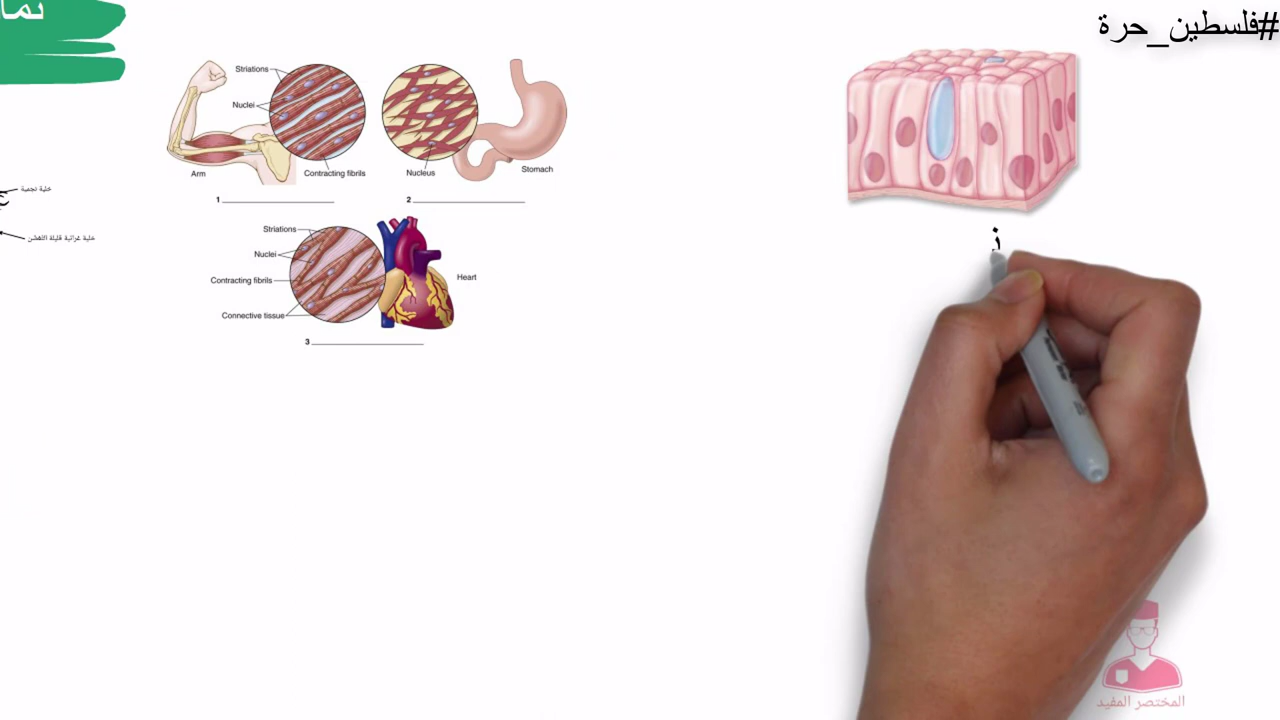 #فلسطين_حرة
Striations
Nuclei
Arm
Contracting fibrils
1
Nucleus
Stomach
2
خلية نجمية
خلية عرائية قليلة التغصن
Striations
Nuclei
Contracting fibrils
Connective tissue
Heart
3
المختصر المفيد